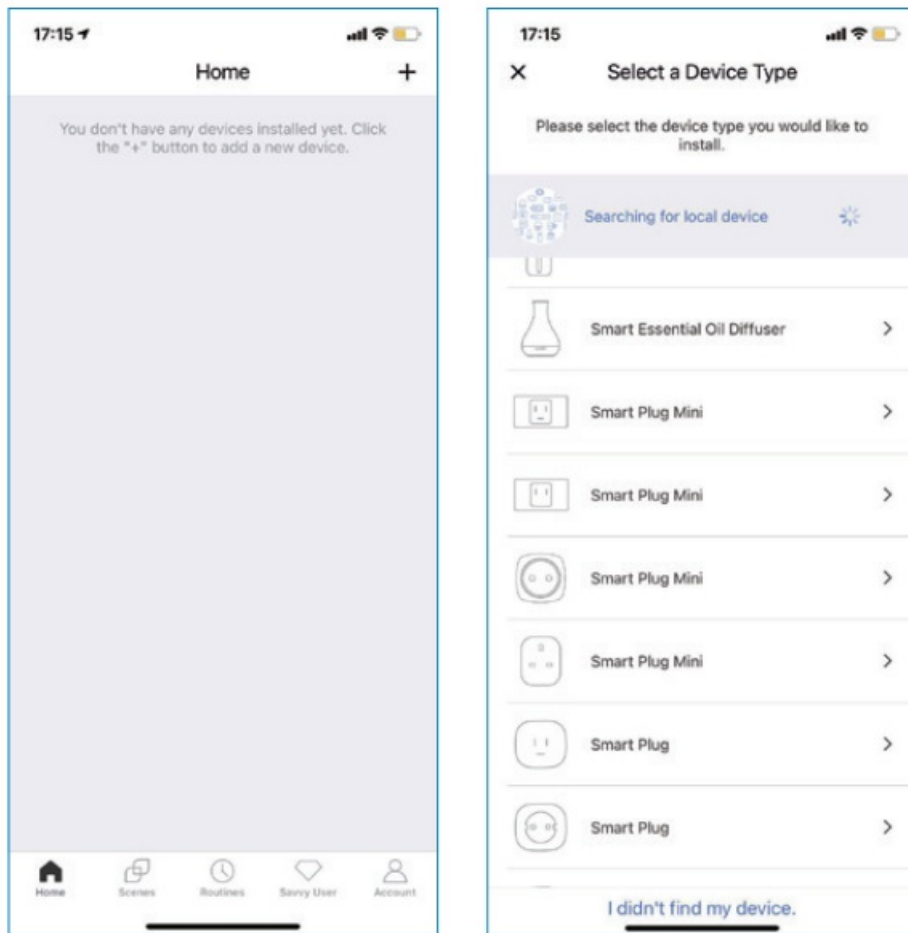 17:15
Home
+
You don't have any devices installed yet. Click
the "+" button to add a new device.
Home
Scenes
Routines
Savvy User
Account
17:15
Select a Device Type
Please select the device type you would like to
install.
Searching for local device
Smart Essential Oil Diffuser
Smart Plug Mini
Smart Plug Mini
Smart Plug Mini
Smart Plug Mini
Smart Plug
Smart Plug
I didn't find my device.